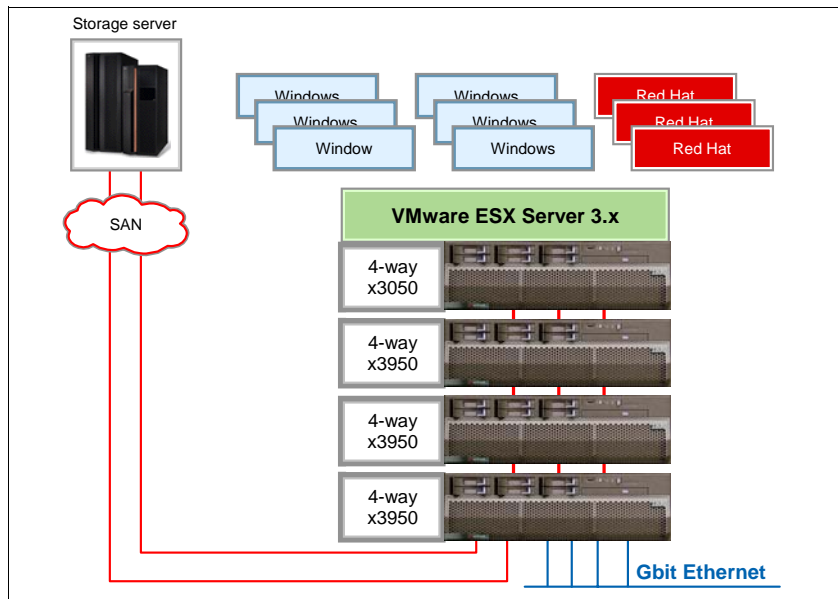 Storage server
Windows
Windows
Window
Windows
Windows
Windows
Red Hat
Red Hat
Red Hat
SAN
VMware ESX Server 3.x
4-way
x3050
4-way
x3950
4-way
x3950
4-way
x3950
Gbit Ethernet